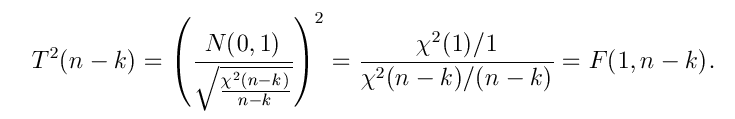 $T^2(n-k) = \left( \frac{N(0,1)}{\sqrt{\frac{\chi^2(n-k)}{n-k}}} \right)^2 = \frac{\chi^2(1)/1}{\chi^2(n-k)/(n-k)} = F(1, n-k).$